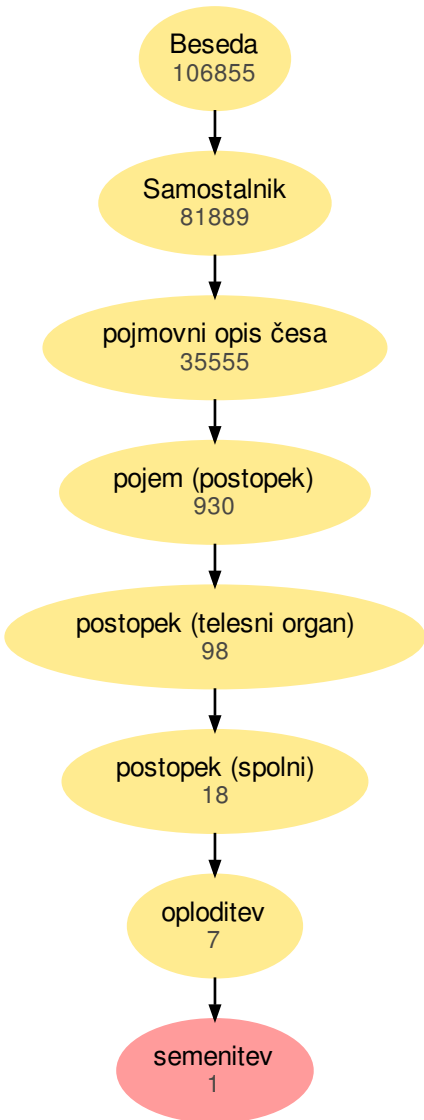 Beseda
106855
Samostalnik
81889
pojmovni opis česa
35555
pojem (postopek)
930
postopek (telesni organ)
98
postopek (spolni)
18
oploditev
7
semenitev
1